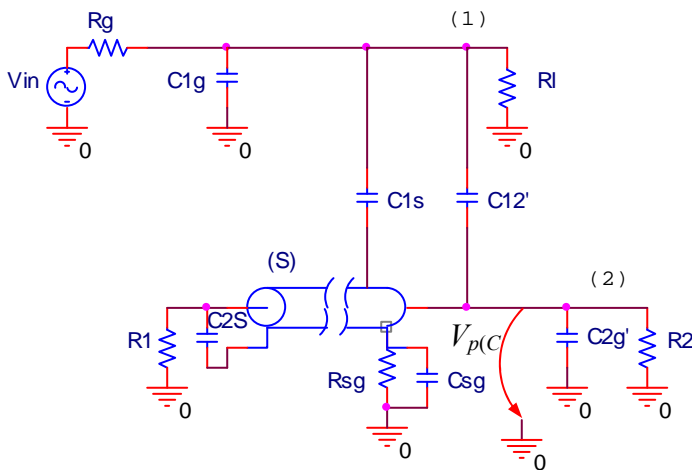 Rg
(1)
Vin
C1g
Rl
0
0
0
C1s
C12'
(S)
(2)
C2S
R1
V_{p(C}
C2g'
R2
Rsg
Csg
0
0
0
0
0